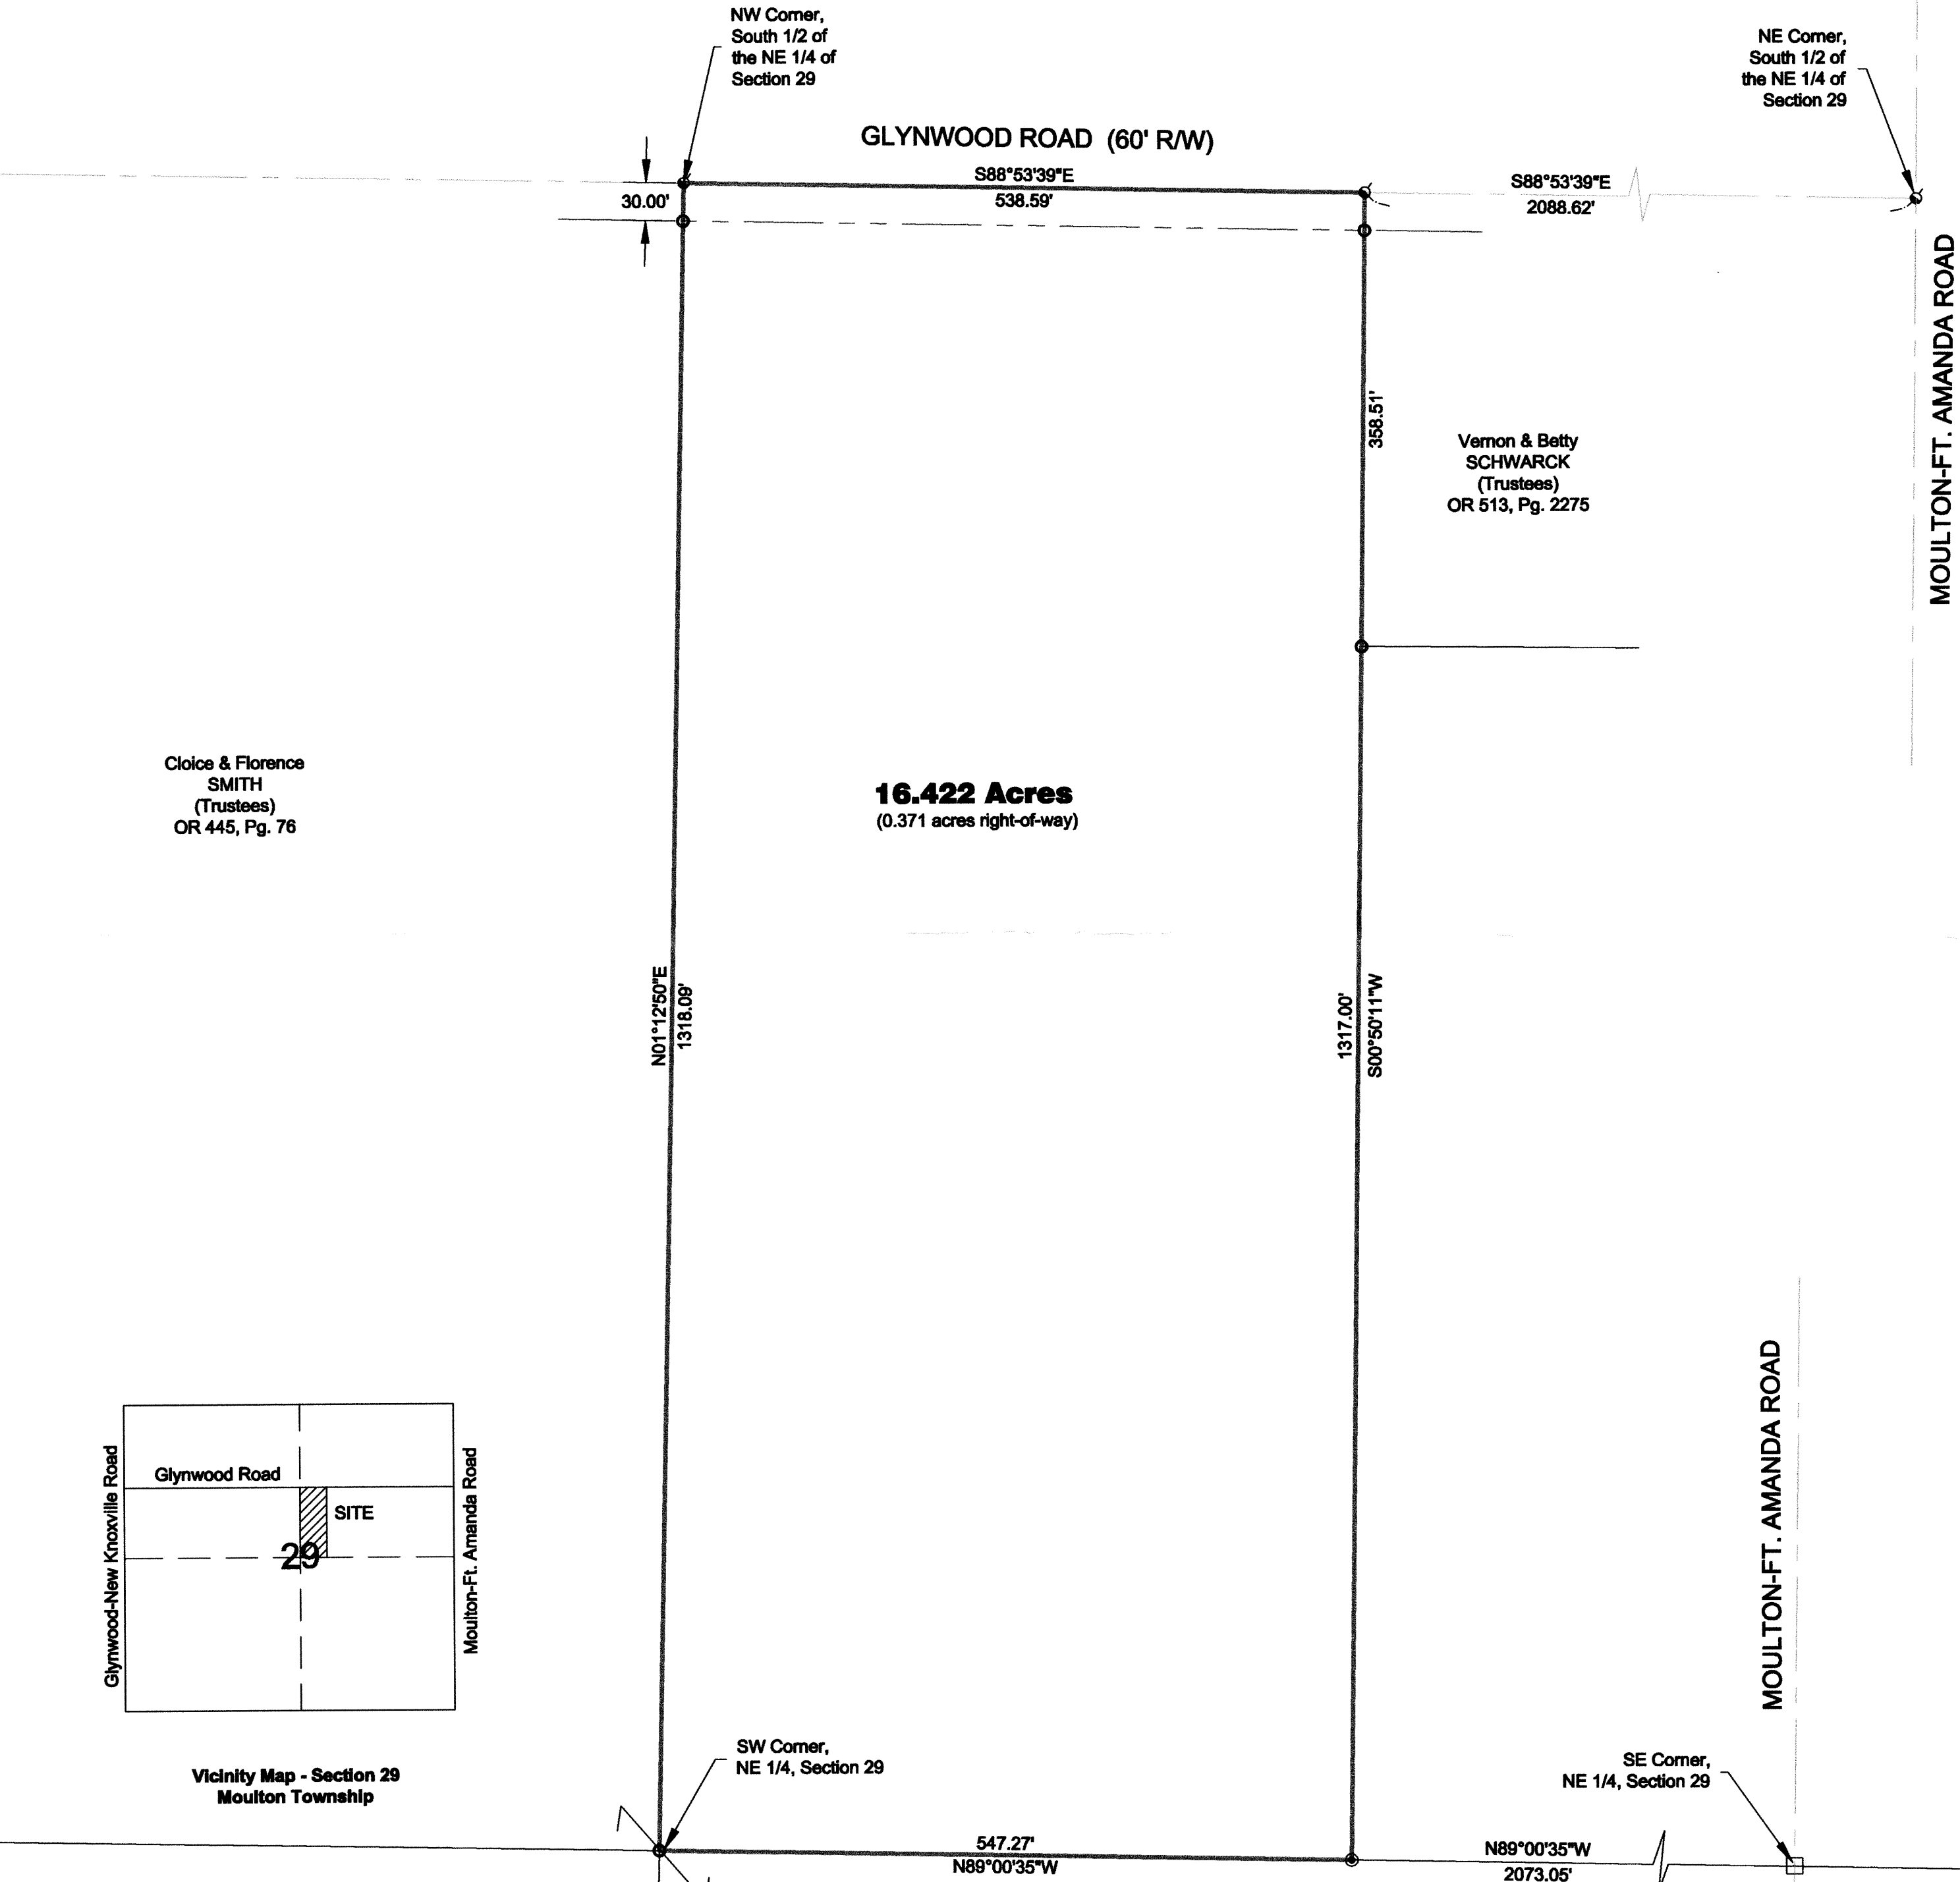 NW Corner,
South 1/2 of
the NE 1/4 of
Section 29
NE Corner,
South 1/2 of
the NE 1/4 of
Section 29
GLYNWOOD ROAD (60' R/W)
S88°53'39"E
538.59'
S88°53'39"E
2088.62'
30.00'
MOULTON-FT. AMANDA ROAD
358.51'
Vernon & Betty
SCHWARCK
(Trustees)
OR 513, Pg. 2275
Cloice & Florence
SMITH
(Trustees)
OR 445, Pg. 76
16.422 Acres
(0.371 acres right-of-way)
N01°12'50"E
1318.09'
1317.00'
S00°50'11"W
MOULTON-FT. AMANDA ROAD
Glynwood-New Knoxville Road
Glynwood Road
SITE
29
Moulton-Ft. Amanda Road
Vicinity Map - Section 29
Moulton Township
SW Corner,
NE 1/4, Section 29
SE Corner,
NE 1/4, Section 29
547.27'
N89°00'35"W
N89°00'35"W
2073.05'